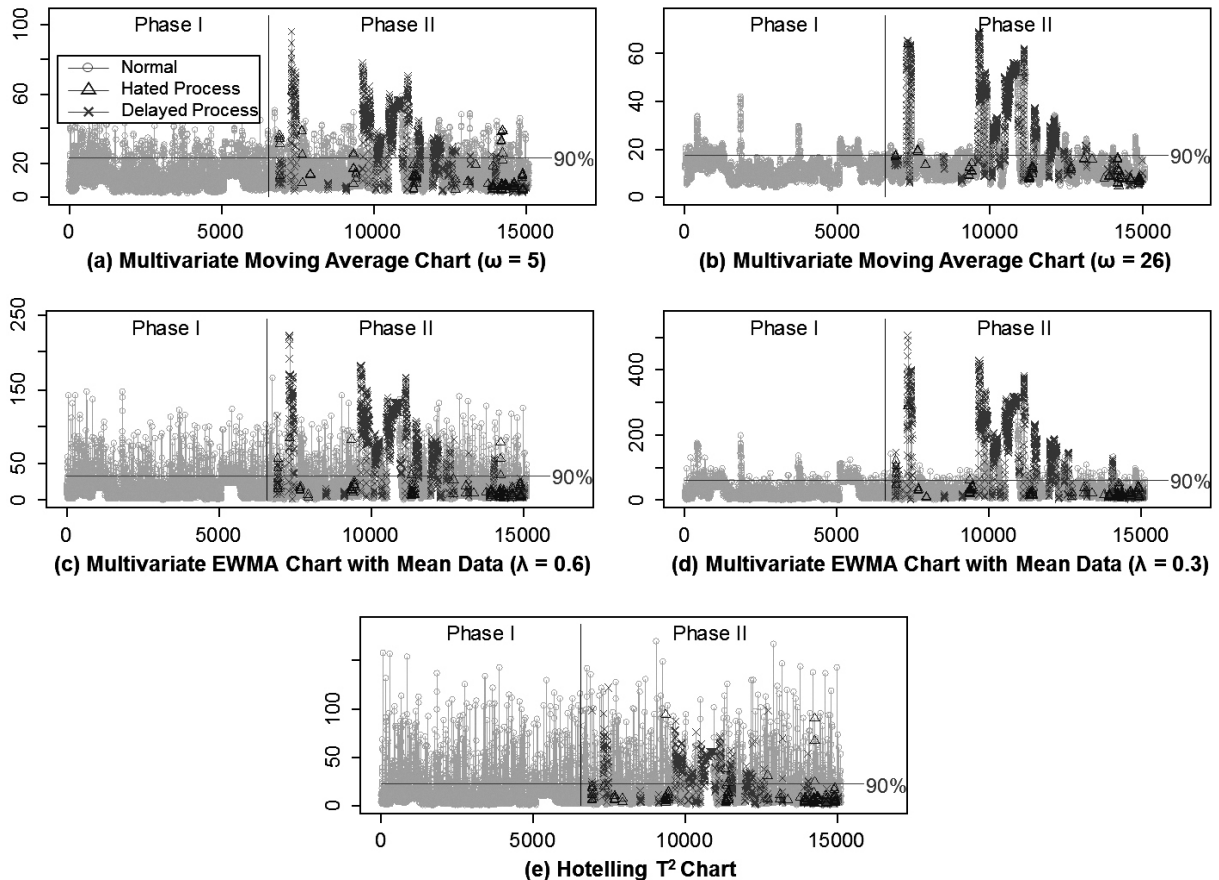 Phase I Phase II
100
80
60
40
20
0
Normal
Hated Process
Delayed Process
90%
0 5000 10000 15000
(a) Multivariate Moving Average Chart (ω = 5)
Phase I Phase II
60
40
20
0
90%
0 5000 10000 15000
(b) Multivariate Moving Average Chart (ω = 26)
Phase I Phase II
250
150
50
0
90%
0 5000 10000 15000
(c) Multivariate EWMA Chart with Mean Data (λ = 0.6)
Phase I Phase II
400
200
100
0
90%
0 5000 10000 15000
(d) Multivariate EWMA Chart with Mean Data (λ = 0.3)
Phase I Phase II
100
50
0
90%
0 5000 10000 15000
(e) Hotelling T² Chart